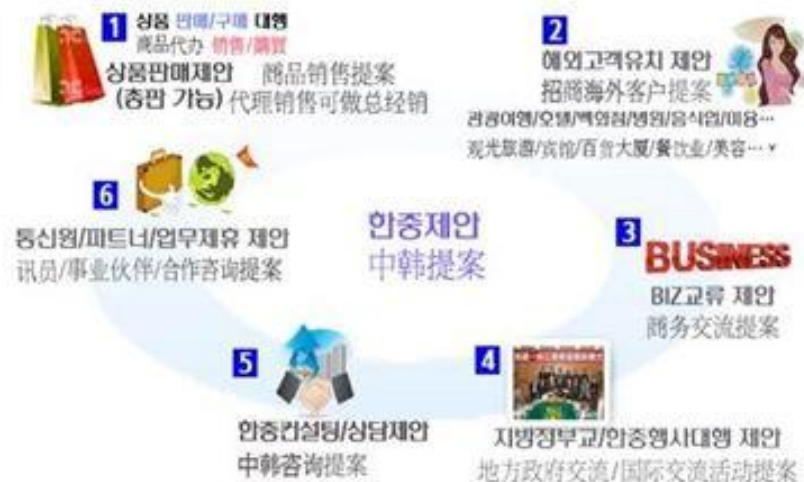 1
상품 판매/구매 대행
商品代办 销售/購買
상품판매제안 商品销售提案
(총판 가능) 代理销售可做总经销
2
해외고객유치 제안
招商海外客户提案
관광여행/호텔/백화점/병원/음식업/미용…
观光旅游/宾馆/百货大厦/餐饮业/美容…
3
BUSINESS
BIZ교류 제안
商务交流提案
4
지방정부교/한중행사대행 제안
地方政府交流/国际交流活动提案
5
한중컨설팅/상담제안
中韩咨询提案
6
통신원/파트너/업무제휴 제안
讯员/事业伙伴/合作咨询提案
한중제안
中韩提案